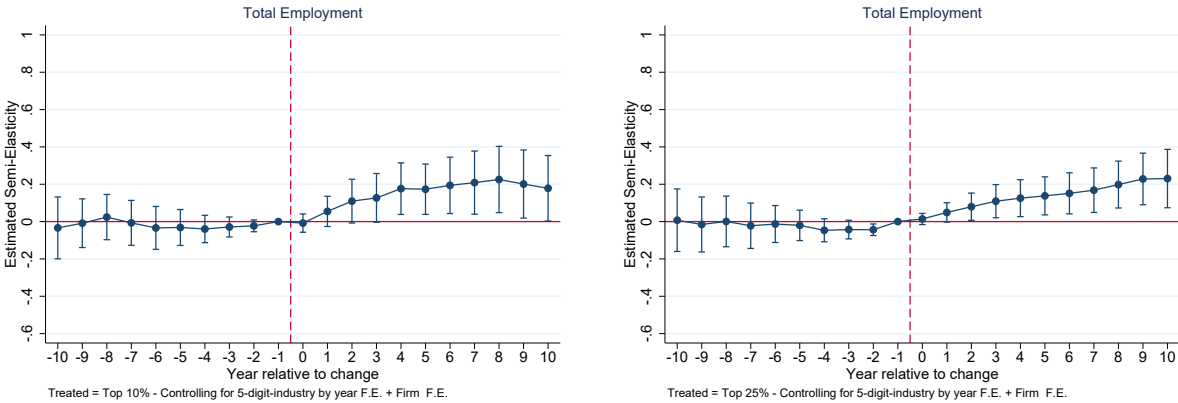 Total Employment
Estimated Semi-Elasticity
1
.8
.6
.4
.2
0
-.2
-.4
-.6
-10 -9 -8 -7 -6 -5 -4 -3 -2 -1 0 1 2 3 4 5 6 7 8 9 10
Year relative to change
Treated = Top 10% - Controlling for 5-digit-industry by year F.E. + Firm F.E.
Total Employment
Estimated Semi-Elasticity
1
.8
.6
.4
.2
0
-.2
-.4
-.6
-10 -9 -8 -7 -6 -5 -4 -3 -2 -1 0 1 2 3 4 5 6 7 8 9 10
Year relative to change
Treated = Top 25% - Controlling for 5-digit-industry by year F.E. + Firm F.E.